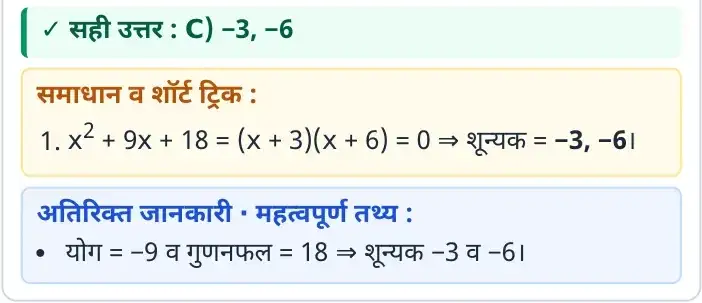 ✓ सही उत्तर : C) −3, −6
समाधान व शॉर्ट ट्रिक :
1. x² + 9x + 18 = (x + 3)(x + 6) = 0 ⇒ शून्यक = −3, −6।
अतिरिक्त जानकारी · महत्वपूर्ण तथ्य :
• योग = −9 व गुणनफल = 18 ⇒ शून्यक −3 व −6।